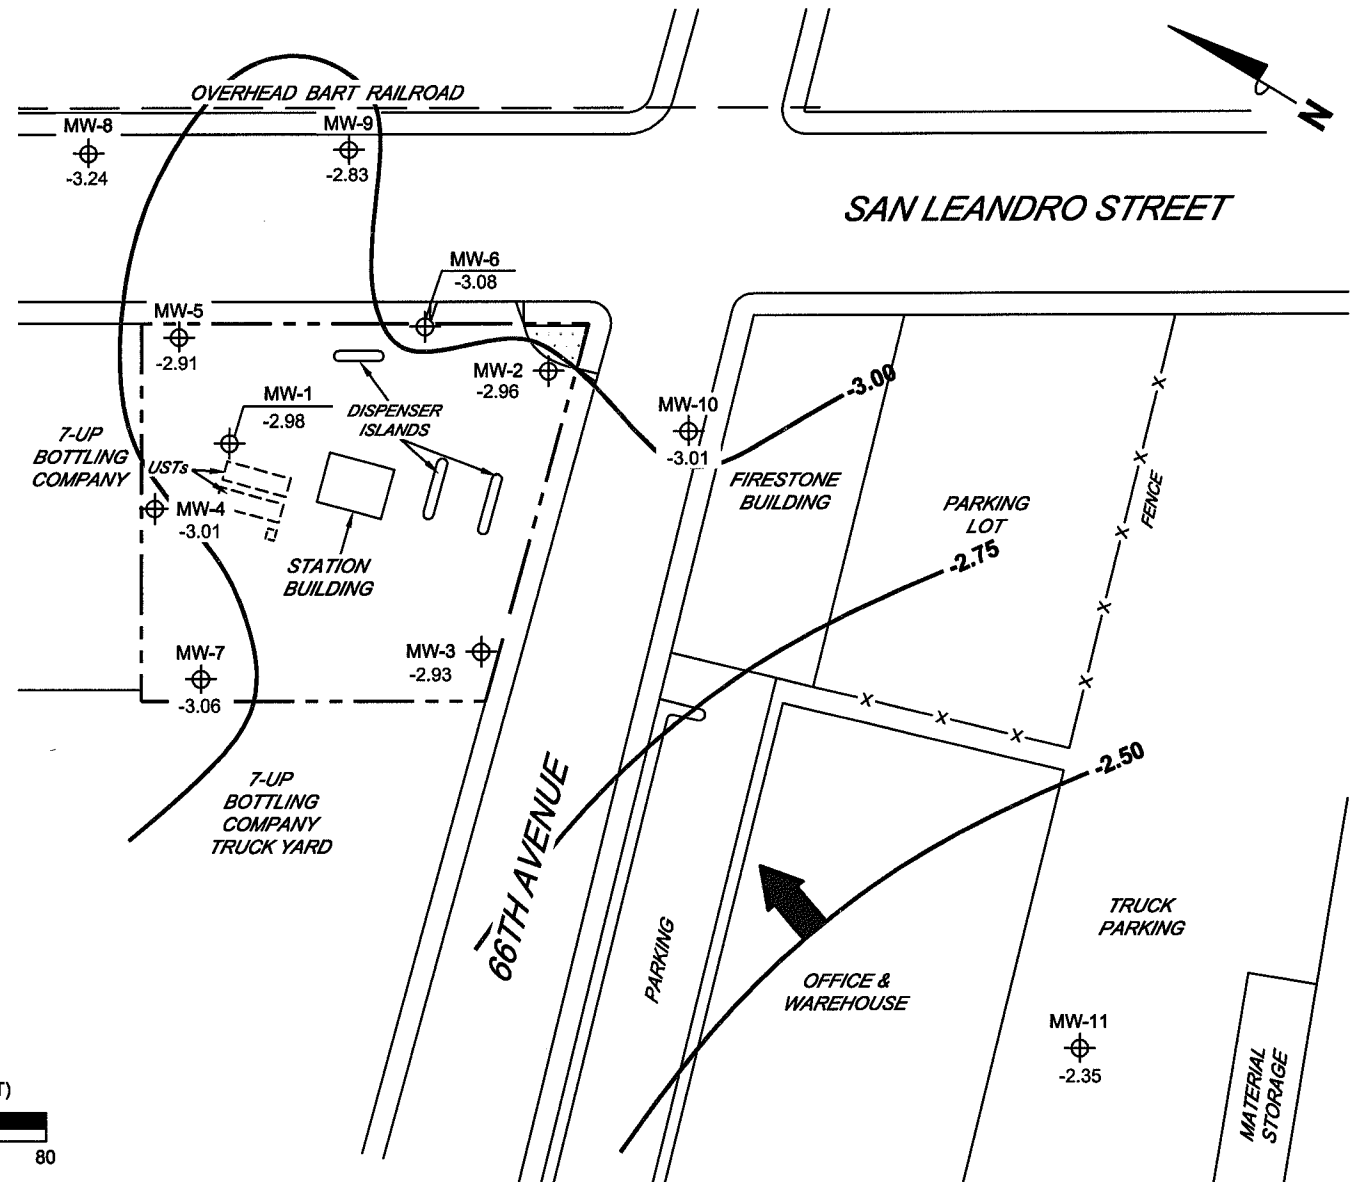 OVERHEAD BART RAILROAD
MW-8
-3.24
MW-9
-2.83
N
SAN LEANDRO STREET
MW-6
-3.08
MW-5
-2.91
MW-2
-2.96
MW-1
-2.98
DISPENSER
ISLANDS
-3.00
MW-10
-3.01
7-UP
BOTTLING
COMPANY
USTs
MW-4
-3.01
FIRESTONE
BUILDING
PARKING
LOT
FENCE
STATION
BUILDING
-2.75
MW-7
-3.06
MW-3
-2.93
-2.50
7-UP
BOTTLING
COMPANY
TRUCK YARD
66TH AVENUE
PARKING
OFFICE &
WAREHOUSE
TRUCK
PARKING
MW-11
-2.35
MATERIAL
STORAGE
T)
80